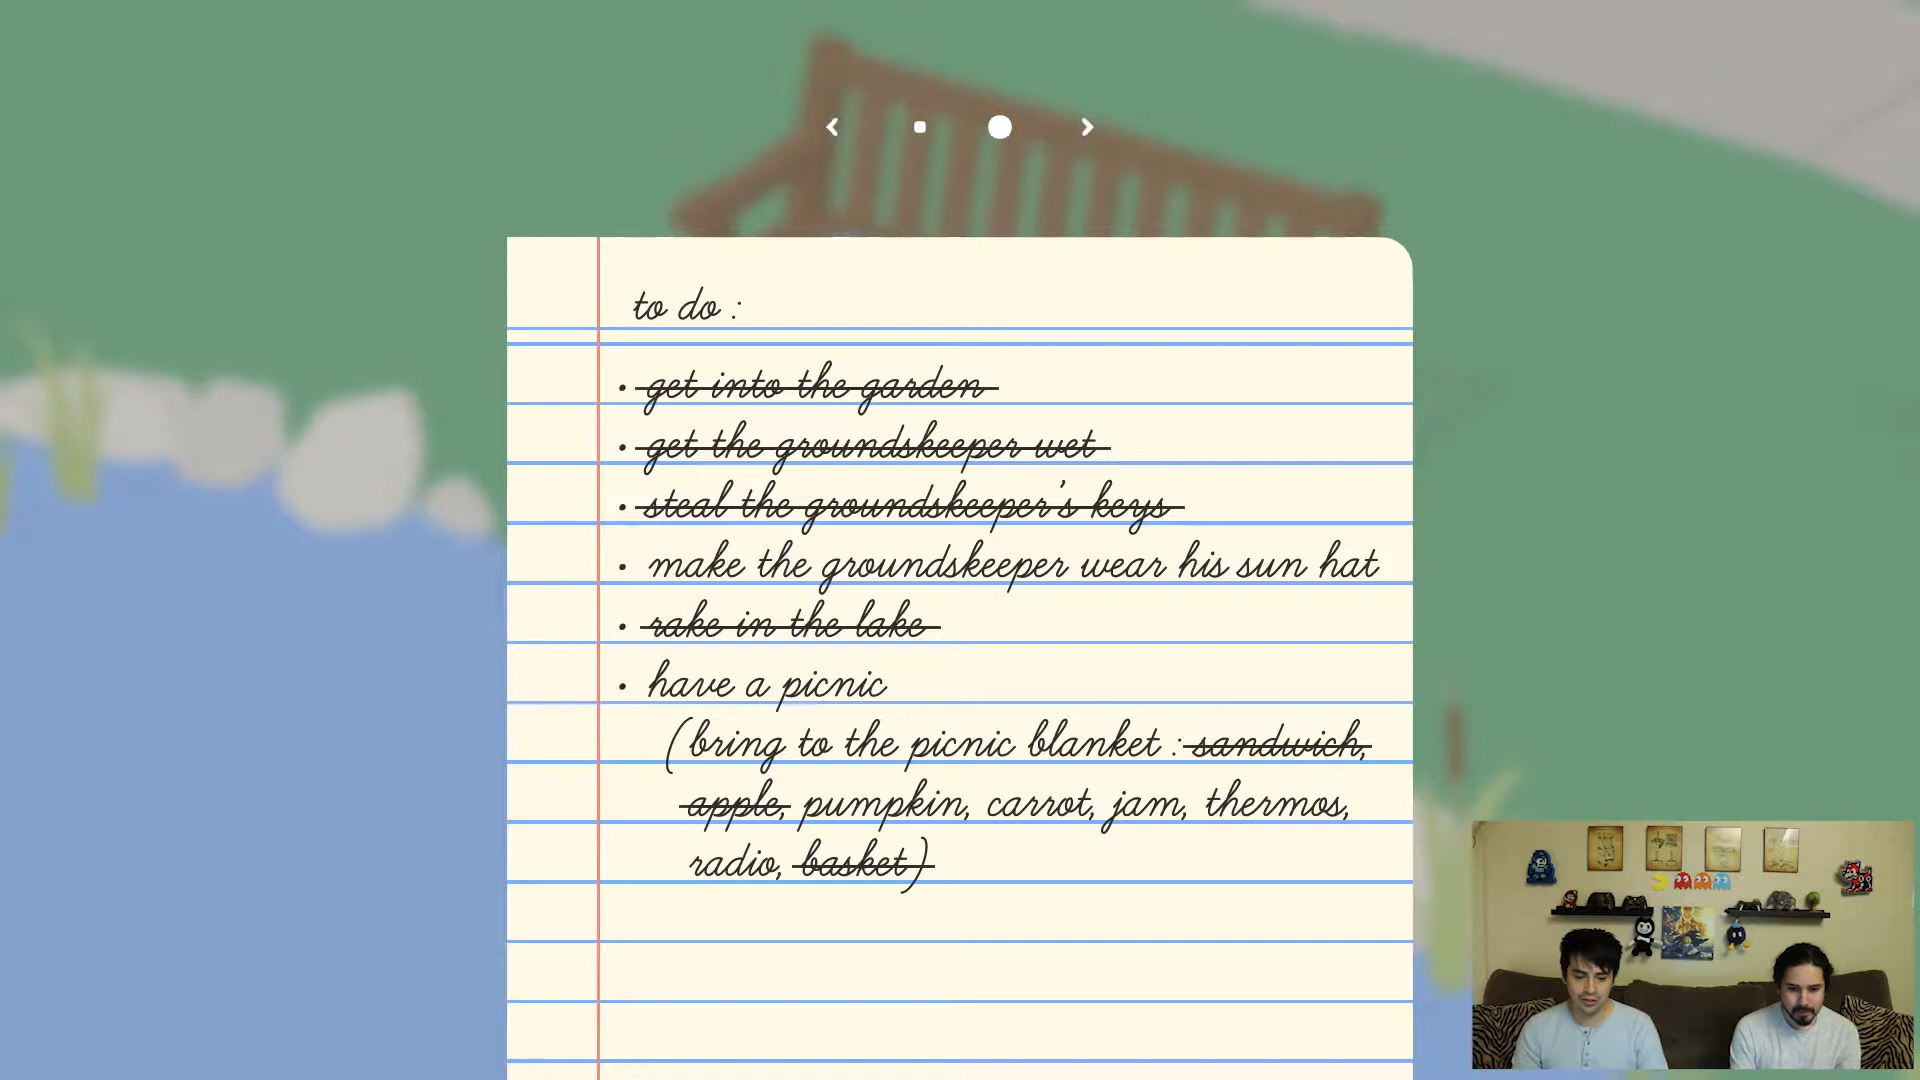 to do :
• get into the garden
• get the groundskeeper wet
• steal the groundskeeper's keys
• make the groundskeeper wear his sun hat
• rake in the lake
• have a picnic
(bring to the picnic blanket : sandwich,
apple, pumpkin, carrot, jam, thermos,
radio, basket)